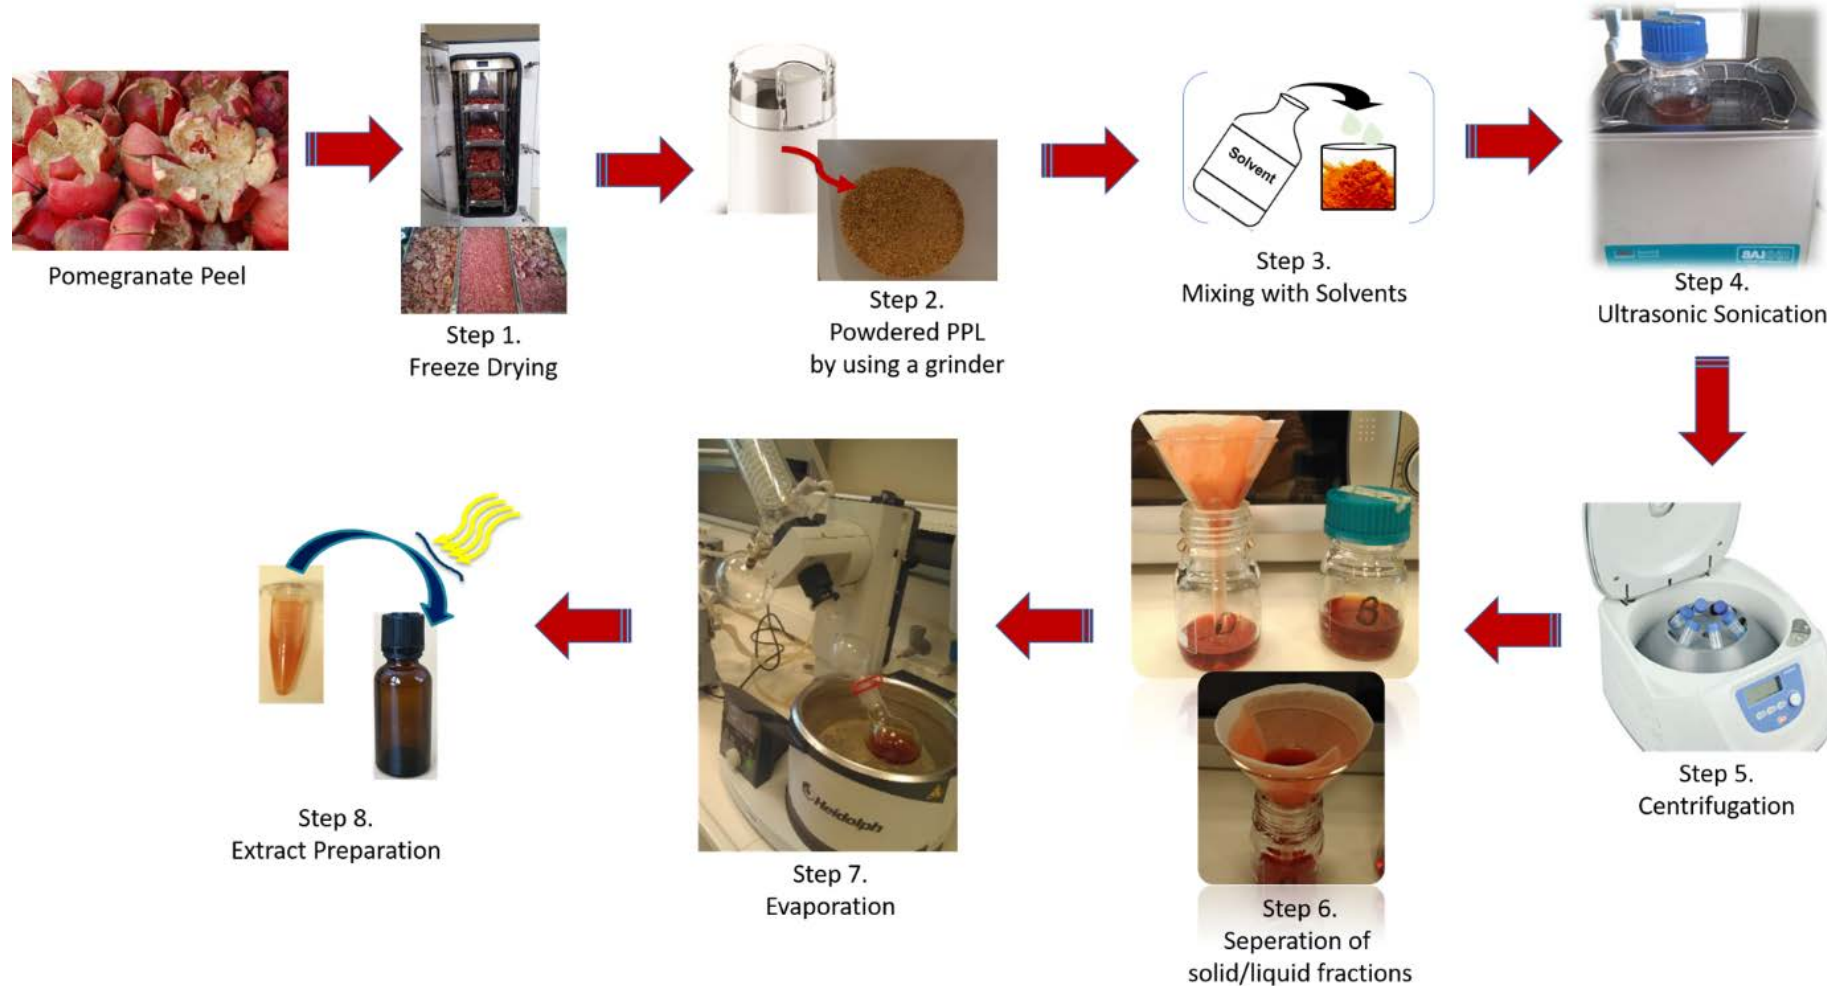 Pomegranate Peel
Step 1.
Freeze Drying
Step 2.
Powdered PPL
by using a grinder
Solvent
Step 3.
Mixing with Solvents
Step 4.
Ultrasonic Sonication
Step 5.
Centrifugation
B
Step 6.
Seperation of
solid/liquid fractions
Heidolph
Step 7.
Evaporation
Step 8.
Extract Preparation